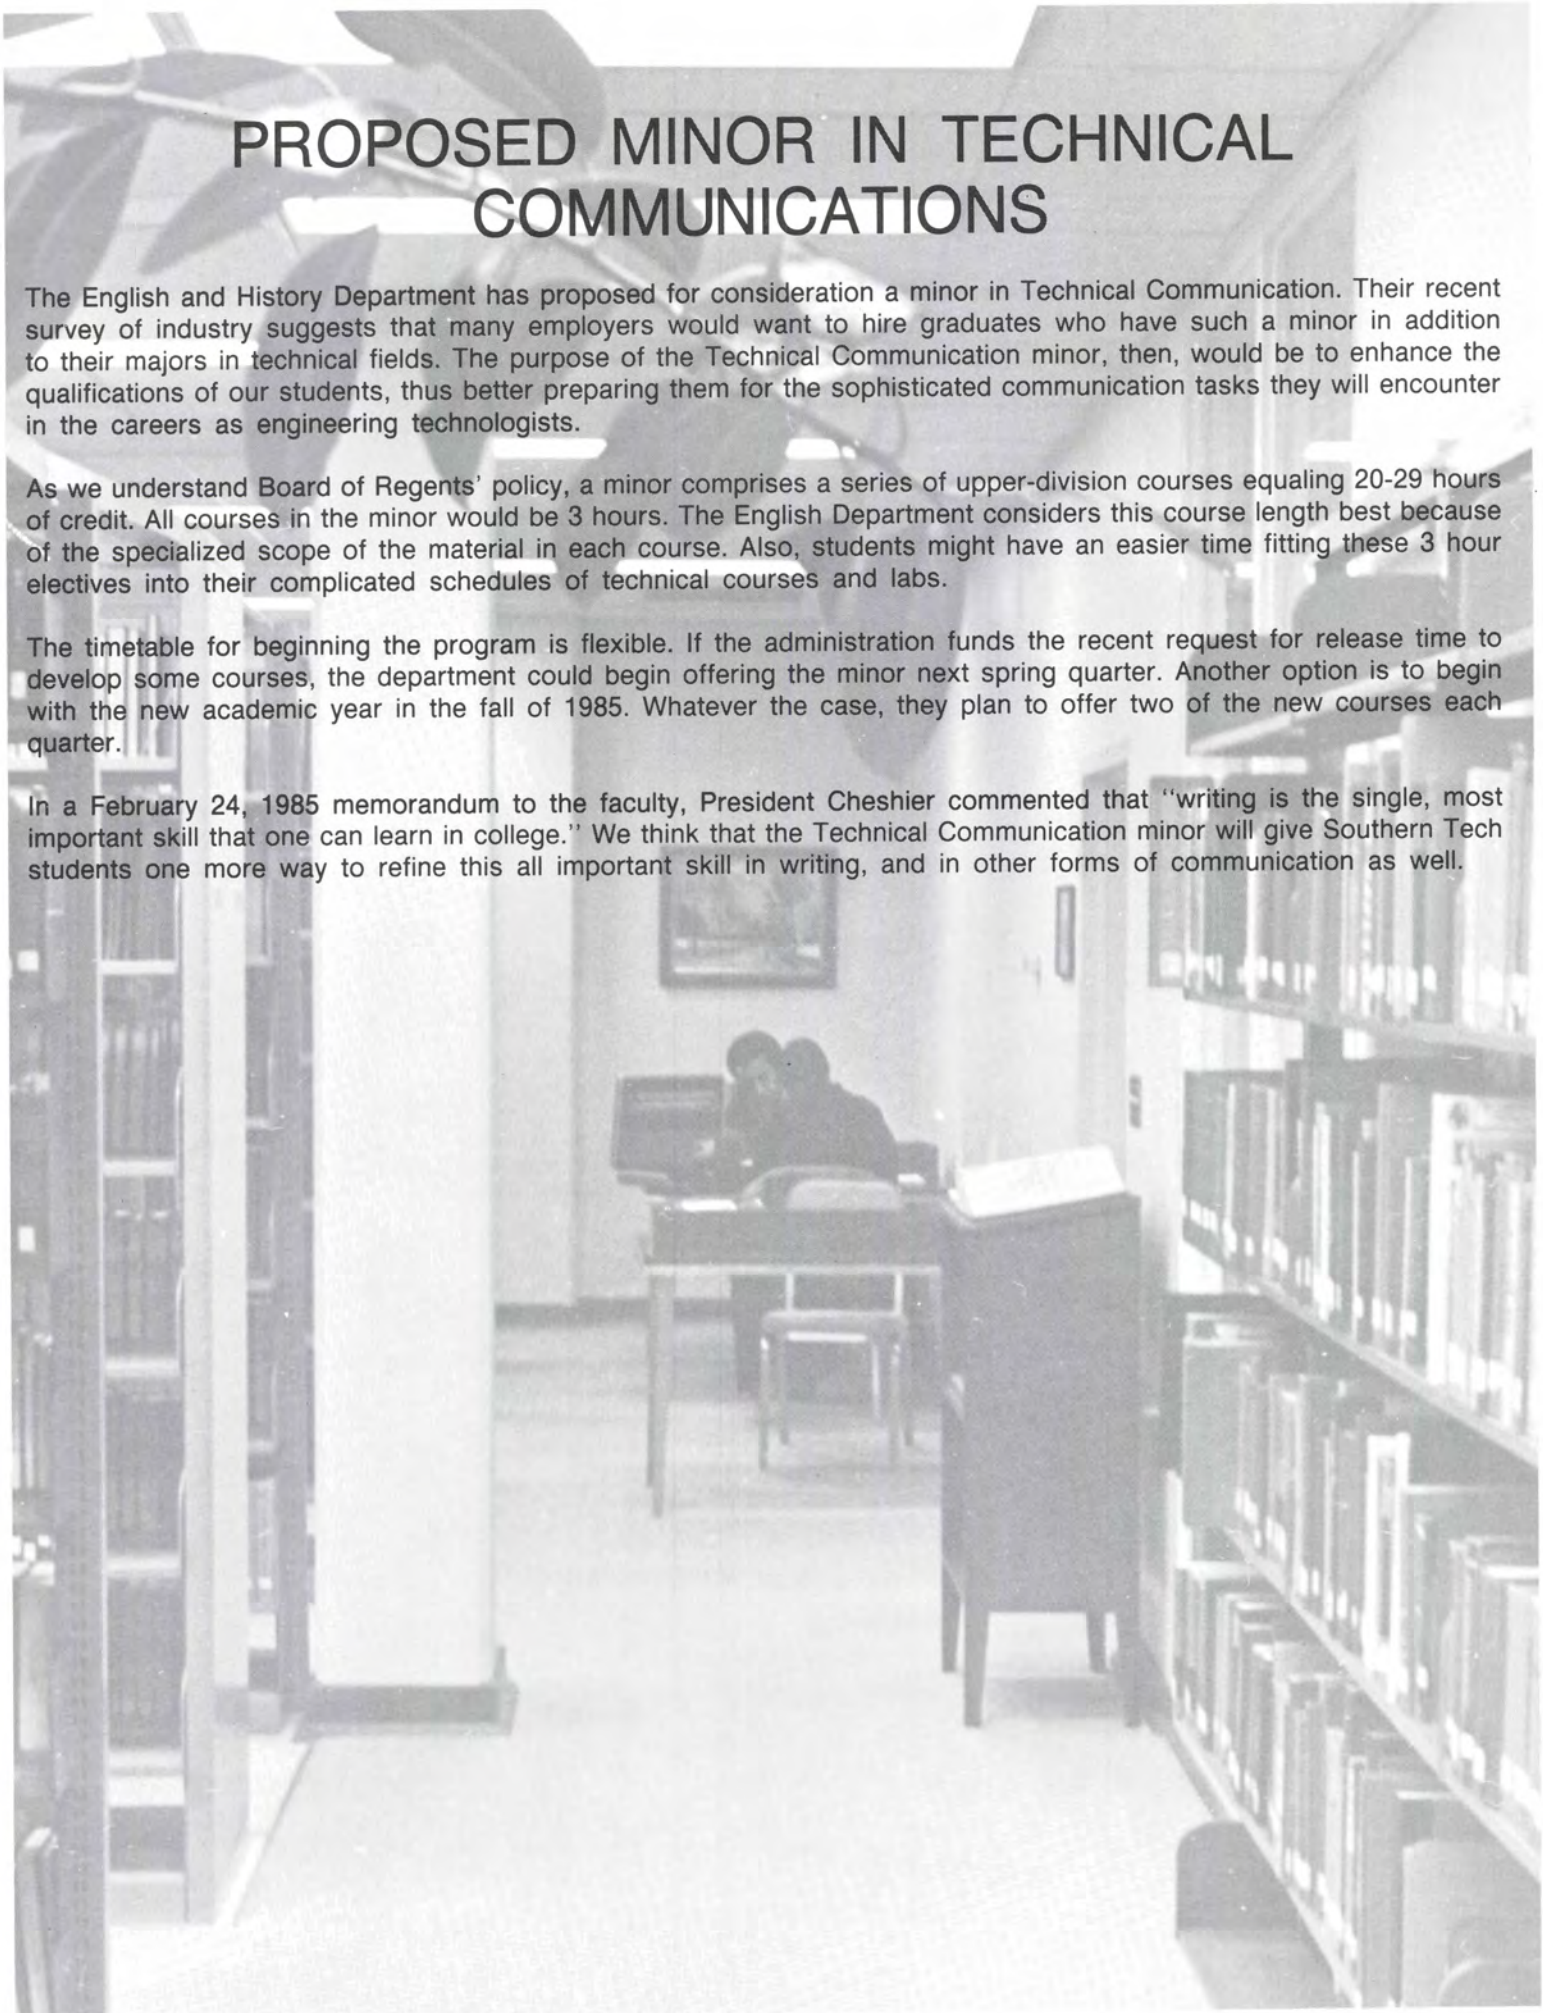 PROPOSED MINOR IN TECHNICAL
COMMUNICATIONS
The English and History Department has proposed for consideration a minor in Technical Communication. Their recent
survey of industry suggests that many employers would want to hire graduates who have such a minor in addition
to their majors in technical fields. The purpose of the Technical Communication minor, then, would be to enhance the
qualifications of our students, thus better preparing them for the sophisticated communication tasks they will encounter
in the careers as engineering technologists.
As we understand Board of Regents' policy, a minor comprises a series of upper-division courses equaling 20-29 hours
of credit. All courses in the minor would be 3 hours. The English Department considers this course length best because
of the specialized scope of the material in each course. Also, students might have an easier time fitting these 3 hour
electives into their complicated schedules of technical courses and labs.
The timetable for beginning the program is flexible. If the administration funds the recent request for release time to
develop some courses, the department could begin offering the minor next spring quarter. Another option is to begin
with the new academic year in the fall of 1985. Whatever the case, they plan to offer two of the new courses each
quarter.
In a February 24, 1985 memorandum to the faculty, President Cheshier commented that "writing is the single, most
important skill that one can learn in college." We think that the Technical Communication minor will give Southern Tech
students one more way to refine this all important skill in writing, and in other forms of communication as well.